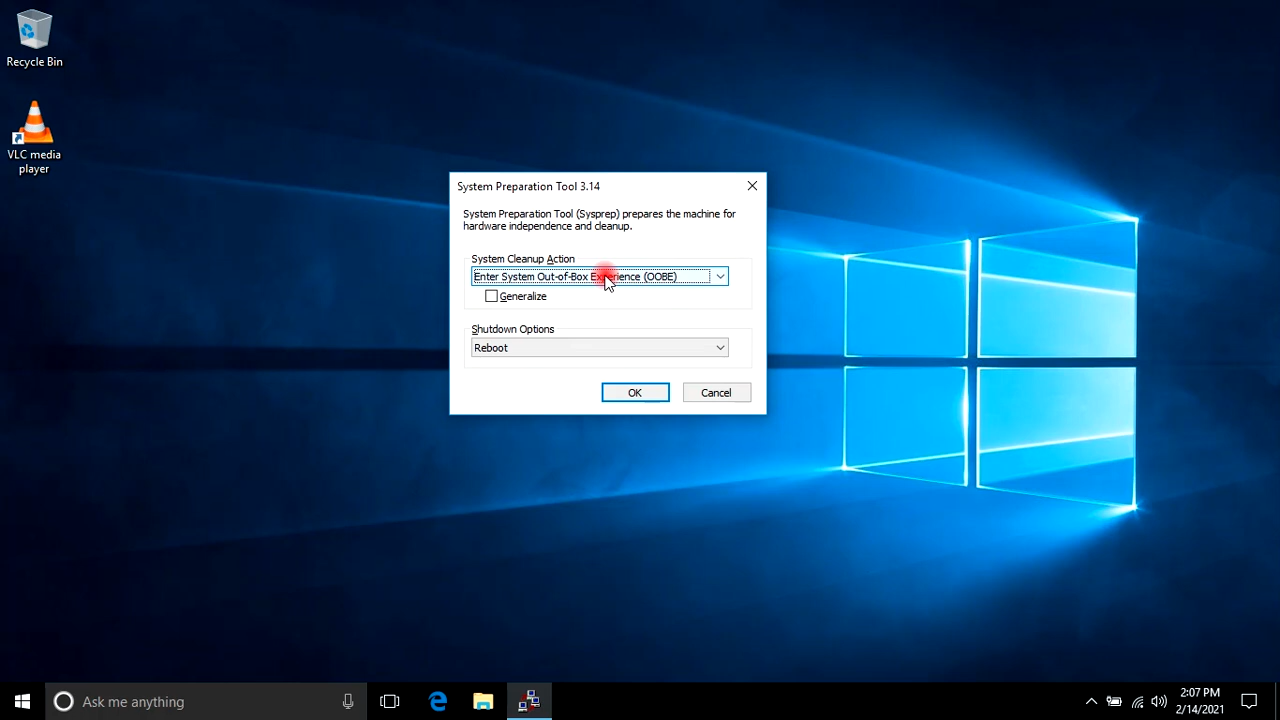 Recycle Bin
VLC media
player
System Preparation Tool 3.14
System Preparation Tool (Sysprep) prepares the machine for
hardware independence and cleanup.
System Cleanup Action
Enter System Out-of-Box Experience (OOBE)
Generalize
Shutdown Options
Reboot
OK
Cancel
Ask me anything
2:07 PM
2/14/2021